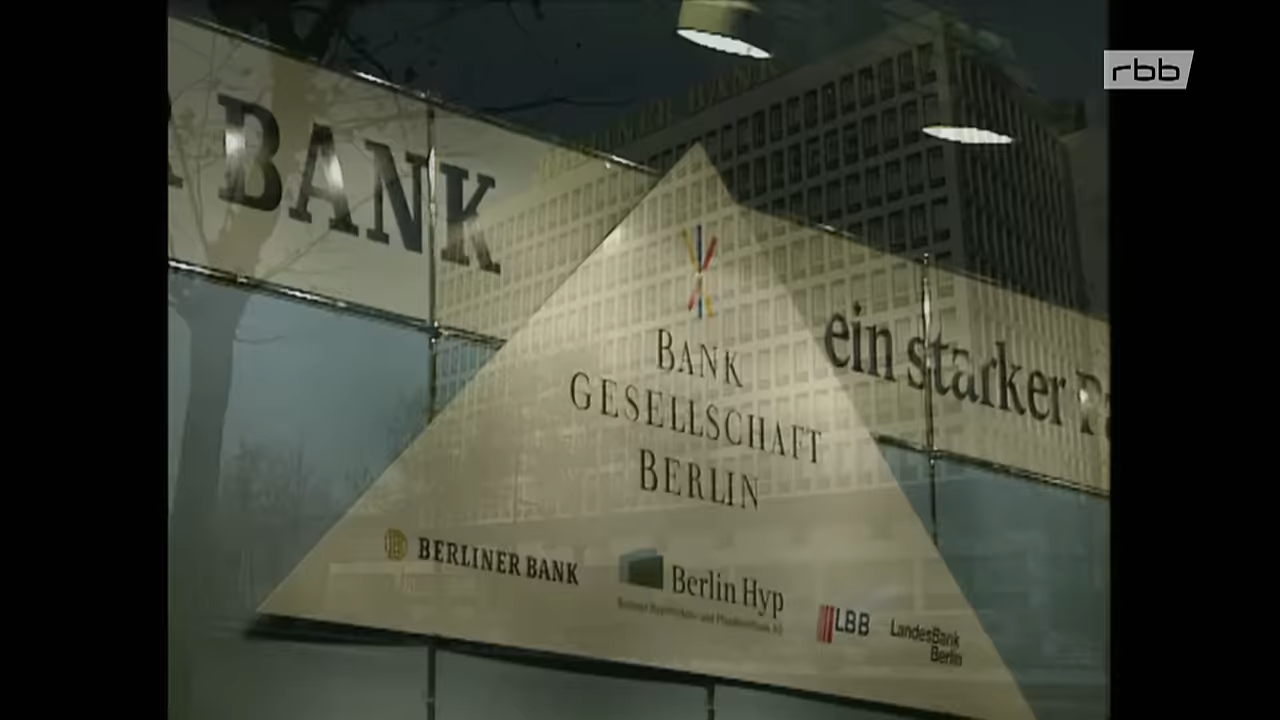 rbb
BANK
ein starker
BANK
GESELLSCHAFT
BERLIN
BERLINER BANK
Berlin Hyp
LBB
LandesBank
Berlin